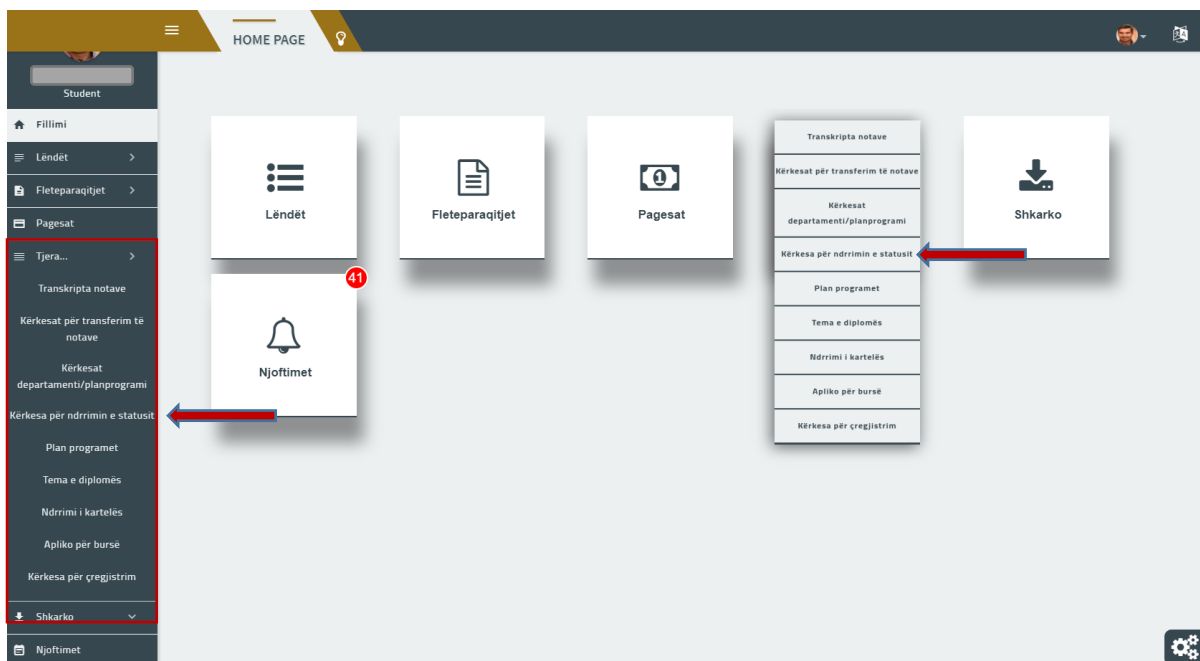 HOME PAGE
Student
Fillimi
Lëndët
Fleteparaqitjet
Pagesat
Tjera...
Transkripta notave
Kërkesat për transferim të
notave
Kërkesat
departamenti/planprogrami
Kërkesa për ndrrimin e statusit
Plan programet
Tema e diplomës
Ndrrimi i kartelës
Apliko për bursë
Kërkesa për çregjistrim
Shkarko
Njoftimet
Lëndët
Fleteparaqitjet
1
Pagesat
Transkripta notave
Kërkesat për transferim të notave
Kërkesat
departamenti/planprogrami
Kërkesa për ndrrimin e statusit
Plan programet
Tema e diplomës
Ndrrimi i kartelës
Apliko për bursë
Kërkesa për çregjistrim
Shkarko
41
Njoftimet